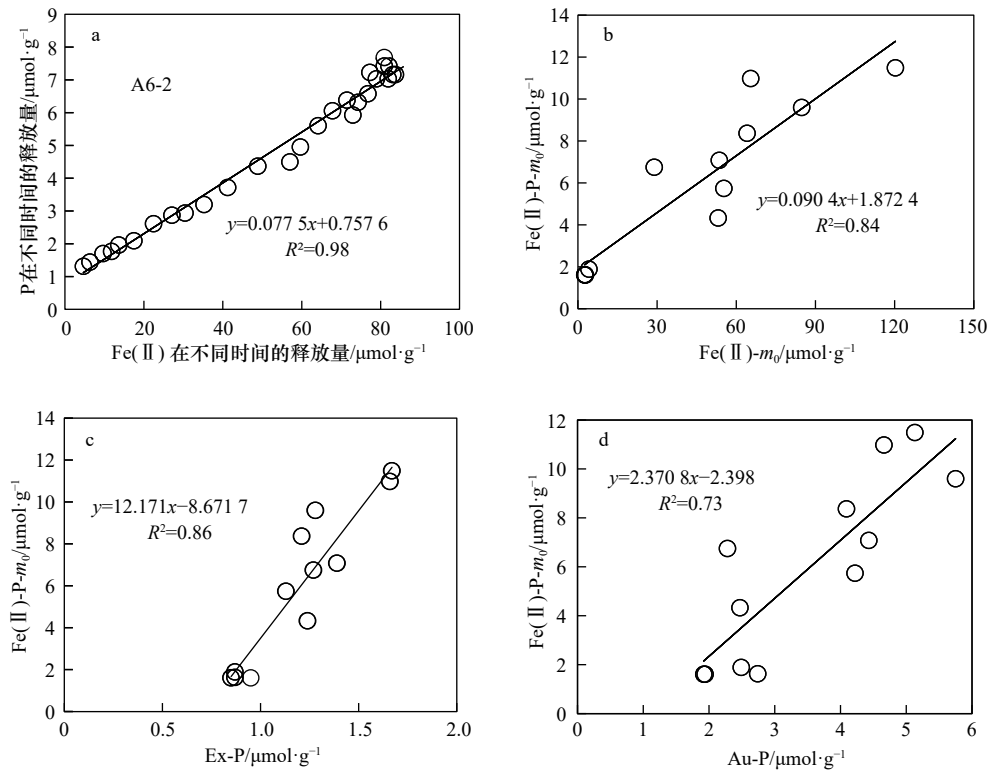 9
8
7
6
5
4
3
2
1
0
P在不同时间的释放量/μmol·g⁻¹
a
A6-2
y=0.077 5x+0.757 6
R²=0.98
0 20 40 60 80 100
Fe(Ⅱ) 在不同时间的释放量/μmol·g⁻¹
14
12
10
8
6
4
2
0
Fe(Ⅱ)-P-m₀/μmol·g⁻¹
b
y=0.090 4x+1.872 4
R²=0.84
0 30 60 90 120 150
Fe(Ⅱ)-m₀/μmol·g⁻¹
14
12
10
8
6
4
2
0
Fe(Ⅱ)-P-m₀/μmol·g⁻¹
c
y=12.171x−8.671 7
R²=0.86
0 0.5 1.0 1.5 2.0
Ex-P/μmol·g⁻¹
12
10
8
6
4
2
0
Fe(Ⅱ)-P-m₀/μmol·g⁻¹
d
y=2.370 8x−2.398
R²=0.73
0 1 2 3 4 5 6
Au-P/μmol·g⁻¹